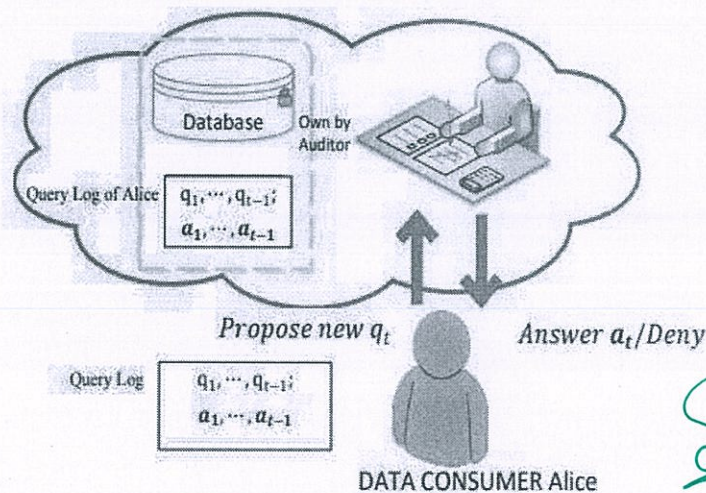 Database
Own by
Auditor
Query Log of Alice
q₁,⋯,qₜ₋₁;
a₁,⋯,aₜ₋₁
Propose new qₜ
Answer aₜ/Deny
Query Log
q₁,⋯,qₜ₋₁;
a₁,⋯,aₜ₋₁
DATA CONSUMER Alice